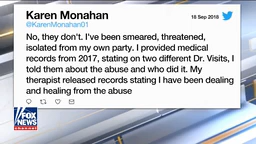 Karen Monahan
@KarenMonahan01
18 Sep 2018
No, they don't. I've been smeared, threatened,
isolated from my own party. I provided medical
records from 2017, stating on two different Dr. Visits, I
told them about the abuse and who did it. My
therapist released records stating I have been dealing
and healing from the abuse
FOX
NEWS
channel